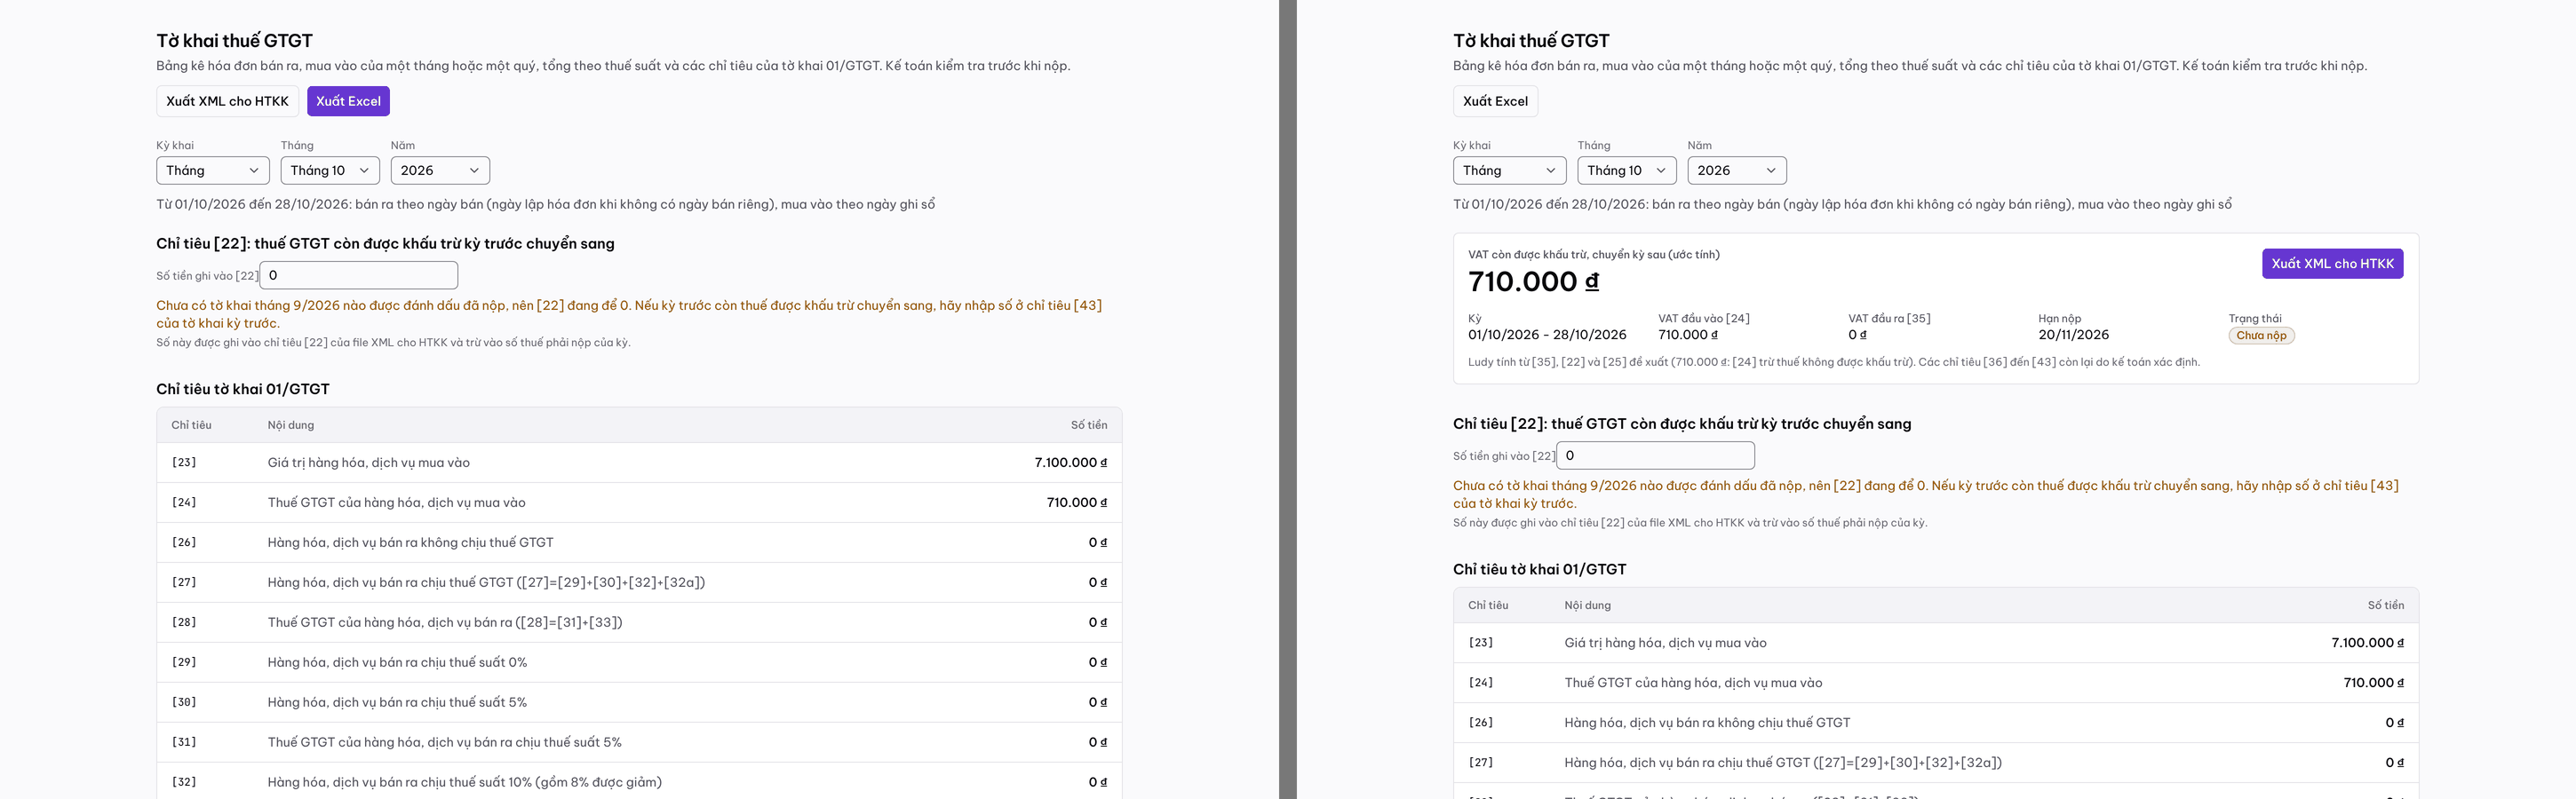 Tờ khai thuế GTGT
Bảng kê hóa đơn bán ra, mua vào của một tháng hoặc một quý, tổng theo thuế suất và các chỉ tiêu của tờ khai 01/GTGT. Kế toán kiểm tra trước khi nộp.
Xuất XML cho HTKK Xuất Excel
Kỳ khai Tháng Năm
Tháng Tháng 10 2026
Từ 01/10/2026 đến 28/10/2026: bán ra theo ngày bán (ngày lập hóa đơn khi không có ngày bán riêng), mua vào theo ngày ghi sổ
Chỉ tiêu [22]: thuế GTGT còn được khấu trừ kỳ trước chuyển sang
Số tiền ghi vào [22] 0
Chưa có tờ khai tháng 9/2026 nào được đánh dấu đã nộp, nên [22] đang để 0. Nếu kỳ trước còn thuế được khấu trừ chuyển sang, hãy nhập số ở chỉ tiêu [43]
của tờ khai kỳ trước.
Số này được ghi vào chỉ tiêu [22] của file XML cho HTKK và trừ vào số thuế phải nộp của kỳ.
Chỉ tiêu tờ khai 01/GTGT
Chỉ tiêu Nội dung Số tiền
[23] Giá trị hàng hóa, dịch vụ mua vào 7.100.000 ₫
[24] Thuế GTGT của hàng hóa, dịch vụ mua vào 710.000 ₫
[26] Hàng hóa, dịch vụ bán ra không chịu thuế GTGT 0 ₫
[27] Hàng hóa, dịch vụ bán ra chịu thuế GTGT ([27]=[29]+[30]+[32]+[32a]) 0 ₫
[28] Thuế GTGT của hàng hóa, dịch vụ bán ra ([28]=[31]+[33]) 0 ₫
[29] Hàng hóa, dịch vụ bán ra chịu thuế suất 0% 0 ₫
[30] Hàng hóa, dịch vụ bán ra chịu thuế suất 5% 0 ₫
[31] Thuế GTGT của hàng hóa, dịch vụ bán ra chịu thuế suất 5% 0 ₫
[32] Hàng hóa, dịch vụ bán ra chịu thuế suất 10% (gồm 8% được giảm) 0 ₫
Tờ khai thuế GTGT
Bảng kê hóa đơn bán ra, mua vào của một tháng hoặc một quý, tổng theo thuế suất và các chỉ tiêu của tờ khai 01/GTGT. Kế toán kiểm tra trước khi nộp.
Xuất Excel
Kỳ khai Tháng Năm
Tháng Tháng 10 2026
Từ 01/10/2026 đến 28/10/2026: bán ra theo ngày bán (ngày lập hóa đơn khi không có ngày bán riêng), mua vào theo ngày ghi sổ
VAT còn được khấu trừ, chuyển kỳ sau (ước tính)
710.000 ₫
Xuất XML cho HTKK
Kỳ VAT đầu vào [24] VAT đầu ra [35] Hạn nộp Trạng thái
01/10/2026 - 28/10/2026 710.000 ₫ 0 ₫ 20/11/2026 Chưa nộp
Ludy tính từ [35], [22] và [25] đề xuất (710.000 ₫: [24] trừ thuế không được khấu trừ). Các chỉ tiêu [36] đến [43] còn lại do kế toán xác định.
Chỉ tiêu [22]: thuế GTGT còn được khấu trừ kỳ trước chuyển sang
Số tiền ghi vào [22] 0
Chưa có tờ khai tháng 9/2026 nào được đánh dấu đã nộp, nên [22] đang để 0. Nếu kỳ trước còn thuế được khấu trừ chuyển sang, hãy nhập số ở chỉ tiêu [43]
của tờ khai kỳ trước.
Số này được ghi vào chỉ tiêu [22] của file XML cho HTKK và trừ vào số thuế phải nộp của kỳ.
Chỉ tiêu tờ khai 01/GTGT
Chỉ tiêu Nội dung Số tiền
[23] Giá trị hàng hóa, dịch vụ mua vào 7.100.000 ₫
[24] Thuế GTGT của hàng hóa, dịch vụ mua vào 710.000 ₫
[26] Hàng hóa, dịch vụ bán ra không chịu thuế GTGT 0 ₫
[27] Hàng hóa, dịch vụ bán ra chịu thuế GTGT ([27]=[29]+[30]+[32]+[32a]) 0 ₫